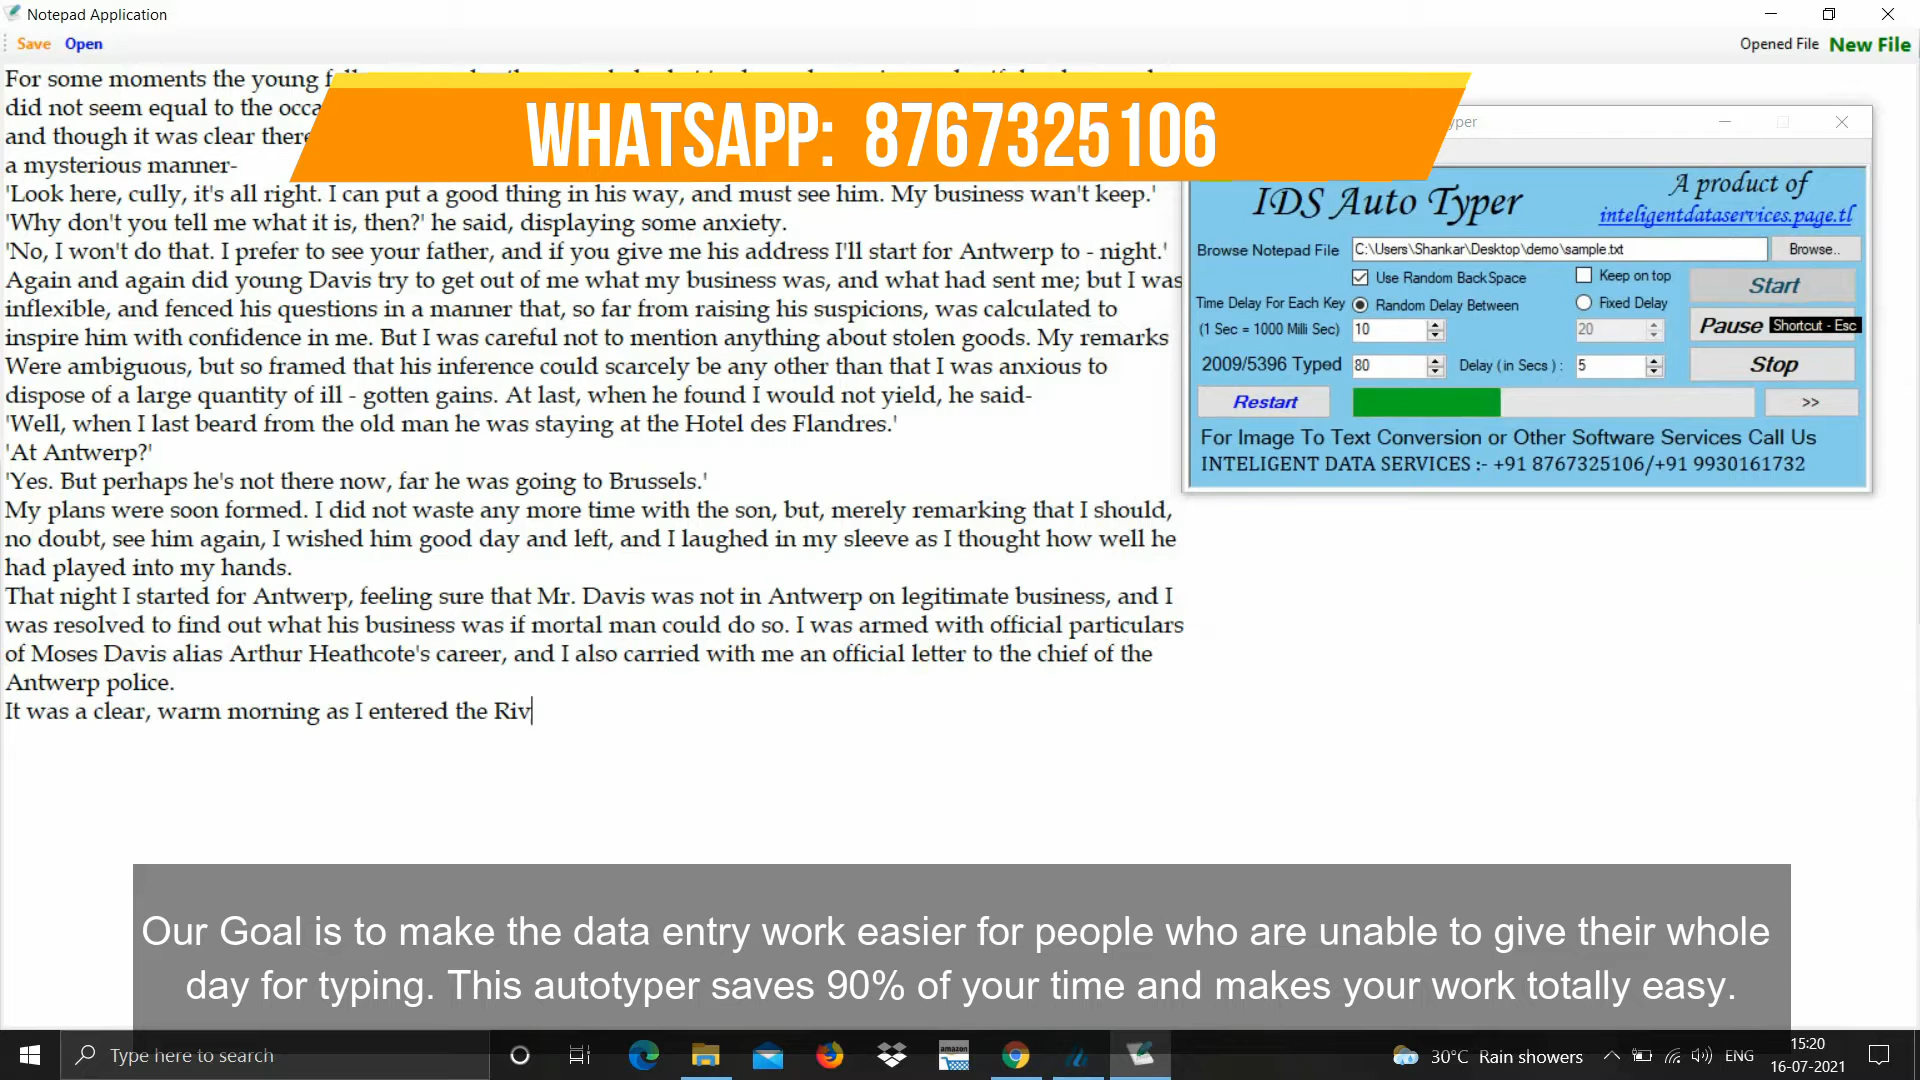 Notepad Application
Save Open
Opened File New File
For some moments the young
did not seem equal to the occa
and though it was clear there
a mysterious manner-
'Look here, cully, it's all right. I can put a good thing in his way, and must see him. My business wan't keep.'
'Why don't you tell me what it is, then?' he said, displaying some anxiety.
'No, I won't do that. I prefer to see your father, and if you give me his address I'll start for Antwerp to - night.'
Again and again did young Davis try to get out of me what my business was, and what had sent me; but I was
inflexible, and fenced his questions in a manner that, so far from raising his suspicions, was calculated to
inspire him with confidence in me. But I was careful not to mention anything about stolen goods. My remarks
Were ambiguous, but so framed that his inference could scarcely be any other than that I was anxious to
dispose of a large quantity of ill - gotten gains. At last, when he found I would not yield, he said-
'Well, when I last beard from the old man he was staying at the Hotel des Flandres.'
'At Antwerp?'
'Yes. But perhaps he's not there now, far he was going to Brussels.'
My plans were soon formed. I did not waste any more time with the son, but, merely remarking that I should,
no doubt, see him again, I wished him good day and left, and I laughed in my sleeve as I thought how well he
had played into my hands.
That night I started for Antwerp, feeling sure that Mr. Davis was not in Antwerp on legitimate business, and I
was resolved to find out what his business was if mortal man could do so. I was armed with official particulars
of Moses Davis alias Arthur Heathcote's career, and I also carried with me an official letter to the chief of the
Antwerp police.
It was a clear, warm morning as I entered the Riv
WHATSAPP: 8767325106
yper
IDS Auto Typer
A product of
inteligentdataservices.page.tl
Browse Notepad File C:\Users\Shankar\Desktop\demo\sample.txt Browse..
Use Random BackSpace Keep on top Start
Time Delay For Each Key Random Delay Between Fixed Delay
(1 Sec = 1000 Milli Sec) 10 20 Pause Shortcut - Esc
2009/5396 Typed 80 Delay (in Secs) : 5 Stop
Restart >>
For Image To Text Conversion or Other Software Services Call Us
INTELIGENT DATA SERVICES :- +91 8767325106/+91 9930161732
Our Goal is to make the data entry work easier for people who are unable to give their whole
day for typing. This autotyper saves 90% of your time and makes your work totally easy.
Type here to search
amazon
30°C Rain showers
ENG
15:20
16-07-2021